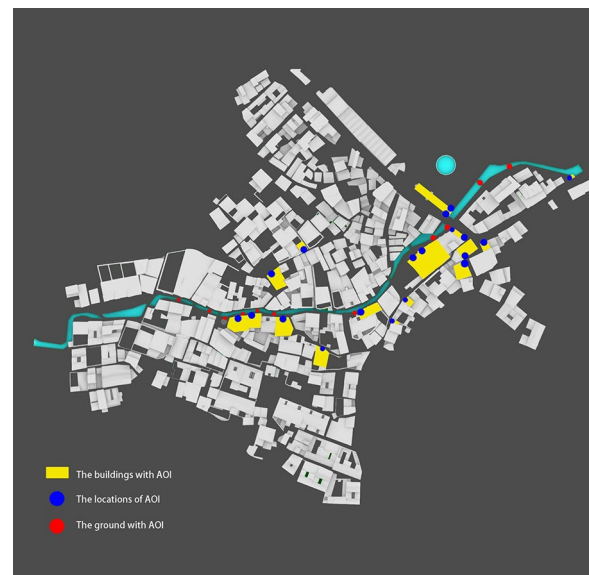 The buildings with AOI
The locations of AOI
The ground with AOI